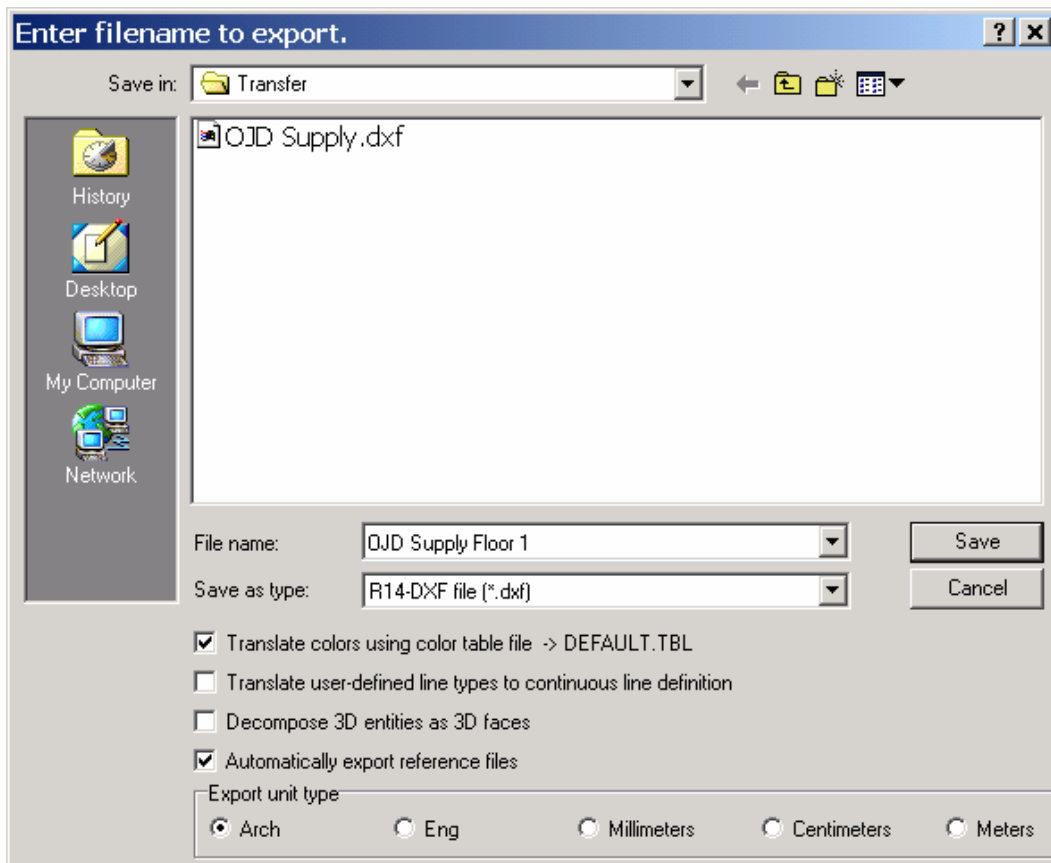 Enter filename to export.
Save in: Transfer
OJD Supply.dxf
History
Desktop
My Computer
Network
File name: OJD Supply Floor 1 Save
Save as type: R14-DXF file (*.dxf) Cancel
Translate colors using color table file -> DEFAULT.TBL
Translate user-defined line types to continuous line definition
Decompose 3D entities as 3D faces
Automatically export reference files
Export unit type
Arch Eng Millimeters Centimeters Meters